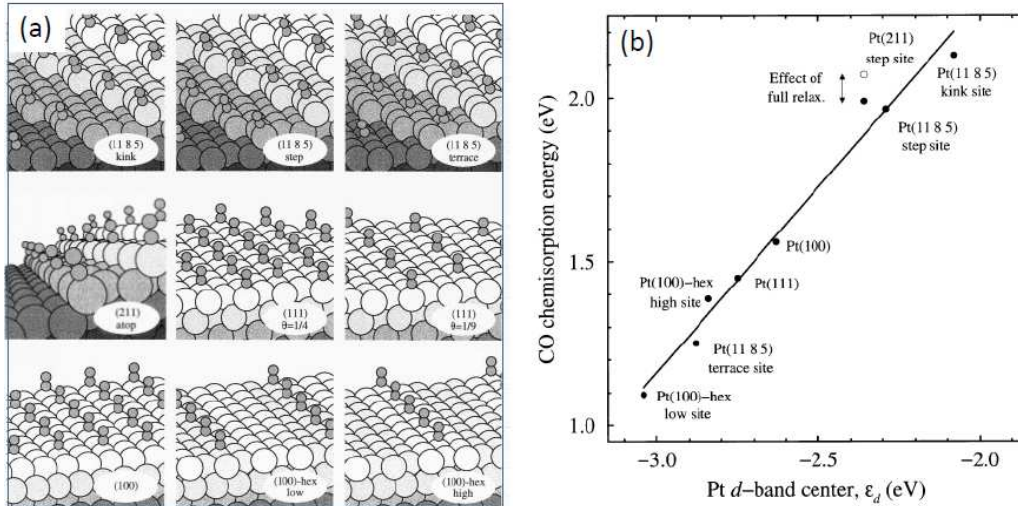 (a)
(11 8 5)
kink
(11 8 5)
step
(11 8 5)
terrace
(211)
atop
(111)
θ=1/4
(111)
θ=1/9
(100)
(100)-hex
low
(100)-hex
high
(b)
CO chemisorption energy (eV)
2.0
1.5
1.0
Pt(211)
step site
Effect of
full relax.
Pt(11 8 5)
kink site
Pt(11 8 5)
step site
Pt(100)
Pt(100)-hex
high site
Pt(111)
Pt(11 8 5)
terrace site
Pt(100)-hex
low site
−3.0
−2.5
−2.0
Pt d-band center, εd (eV)